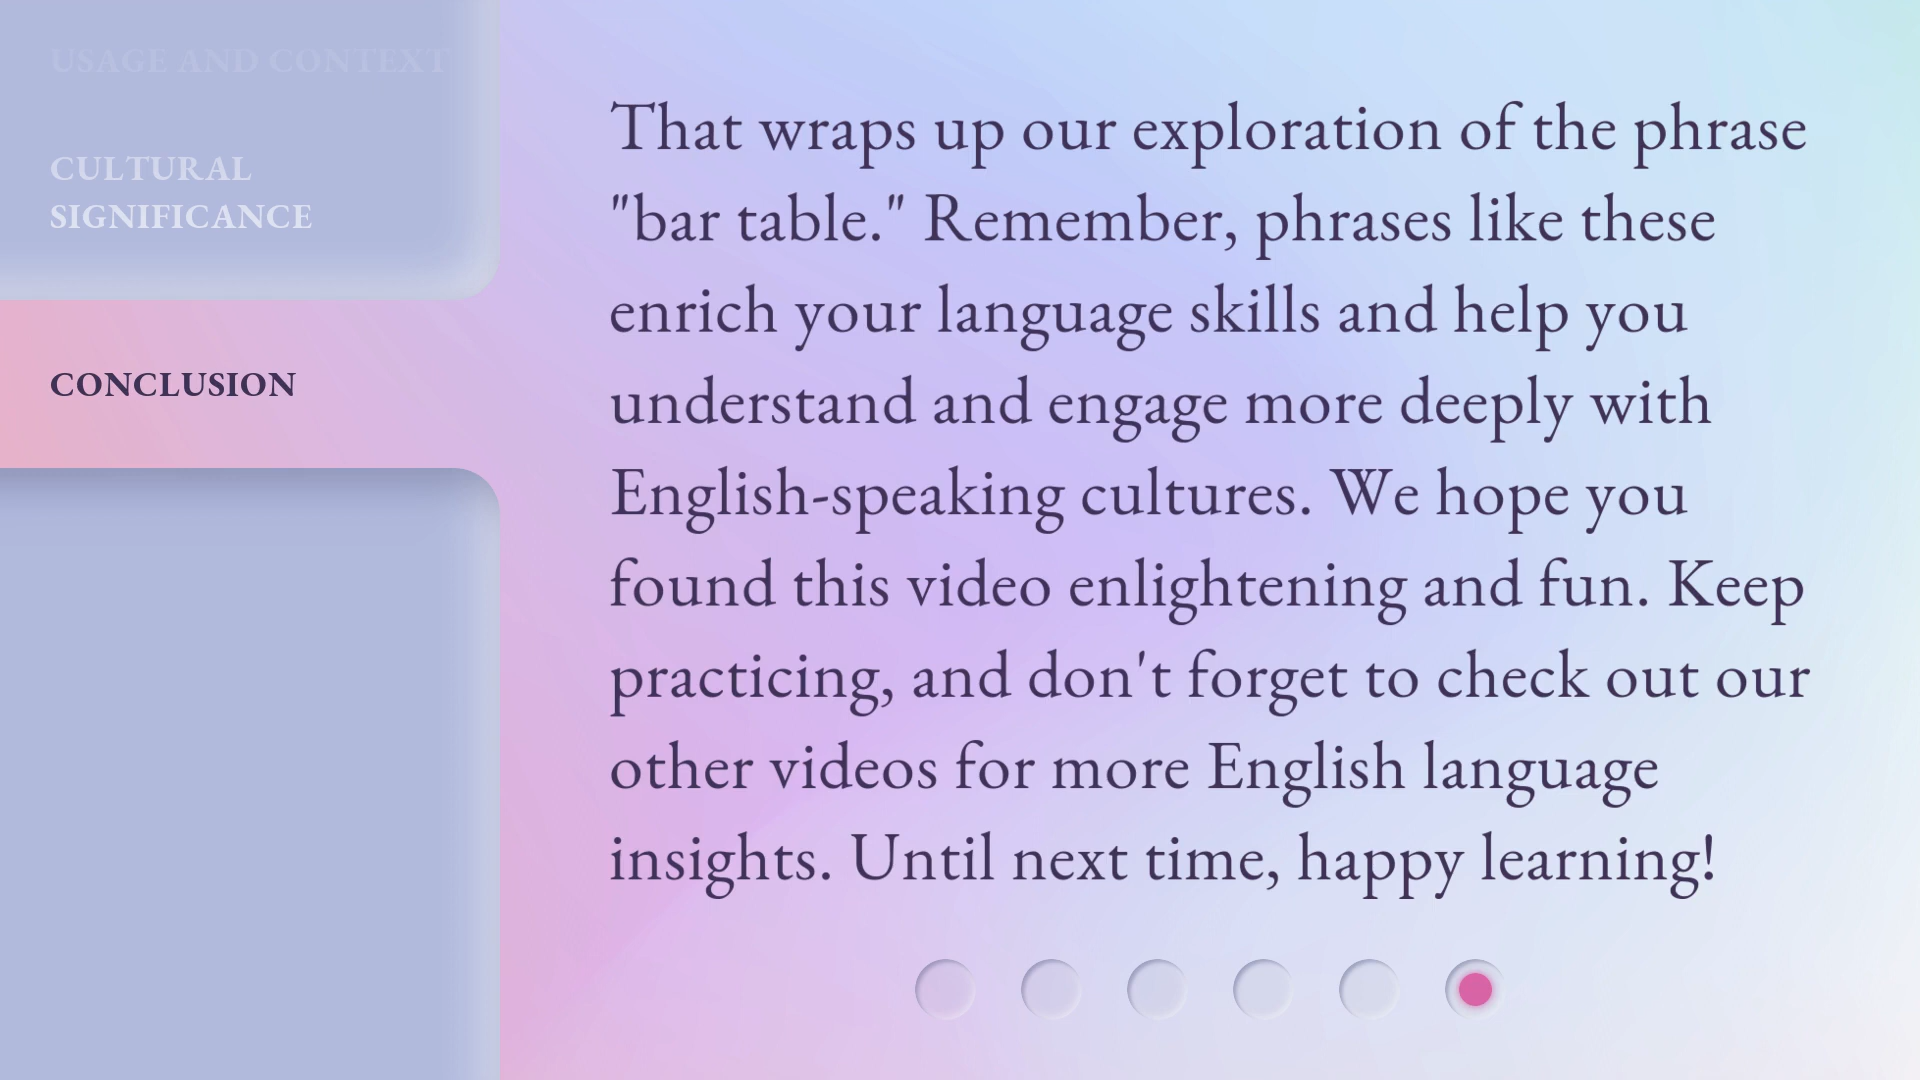 USAGE AND CONTEXT
CULTURAL
SIGNIFICANCE
CONCLUSION
That wraps up our exploration of the phrase
"bar table." Remember, phrases like these
enrich your language skills and help you
understand and engage more deeply with
English-speaking cultures. We hope you
found this video enlightening and fun. Keep
practicing, and don't forget to check out our
other videos for more English language
insights. Until next time, happy learning!